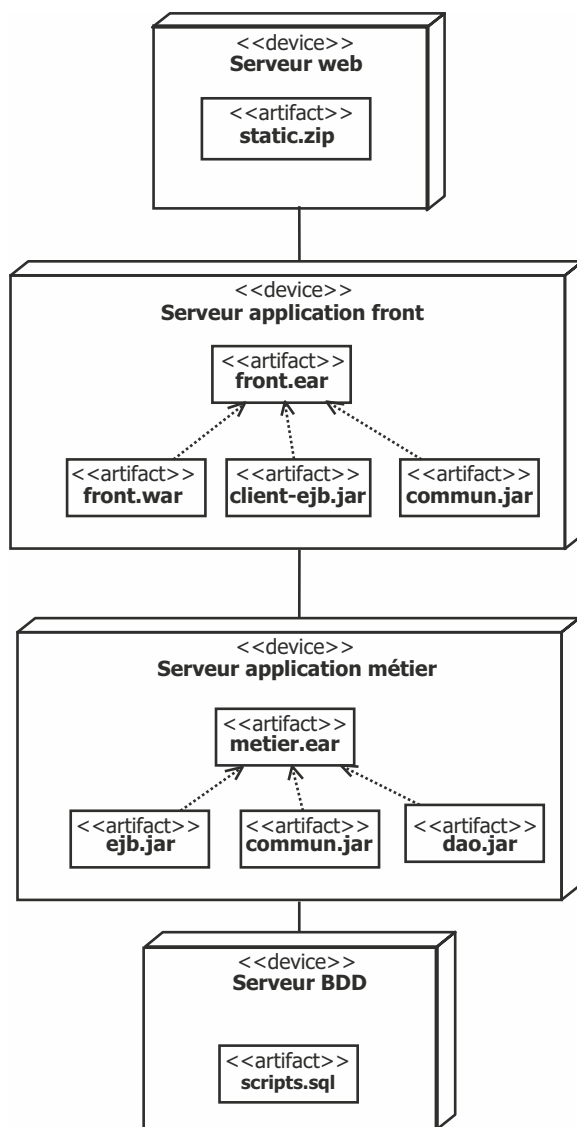 <<device>>
Serveur web
<<artifact>>
static.zip
<<device>>
Serveur application front
<<artifact>>
front.ear
<<artifact>>
front.war
<<artifact>>
client-ejb.jar
<<artifact>>
commun.jar
<<device>>
Serveur application métier
<<artifact>>
metier.ear
<<artifact>>
ejb.jar
<<artifact>>
commun.jar
<<artifact>>
dao.jar
<<device>>
Serveur BDD
<<artifact>>
scripts.sql